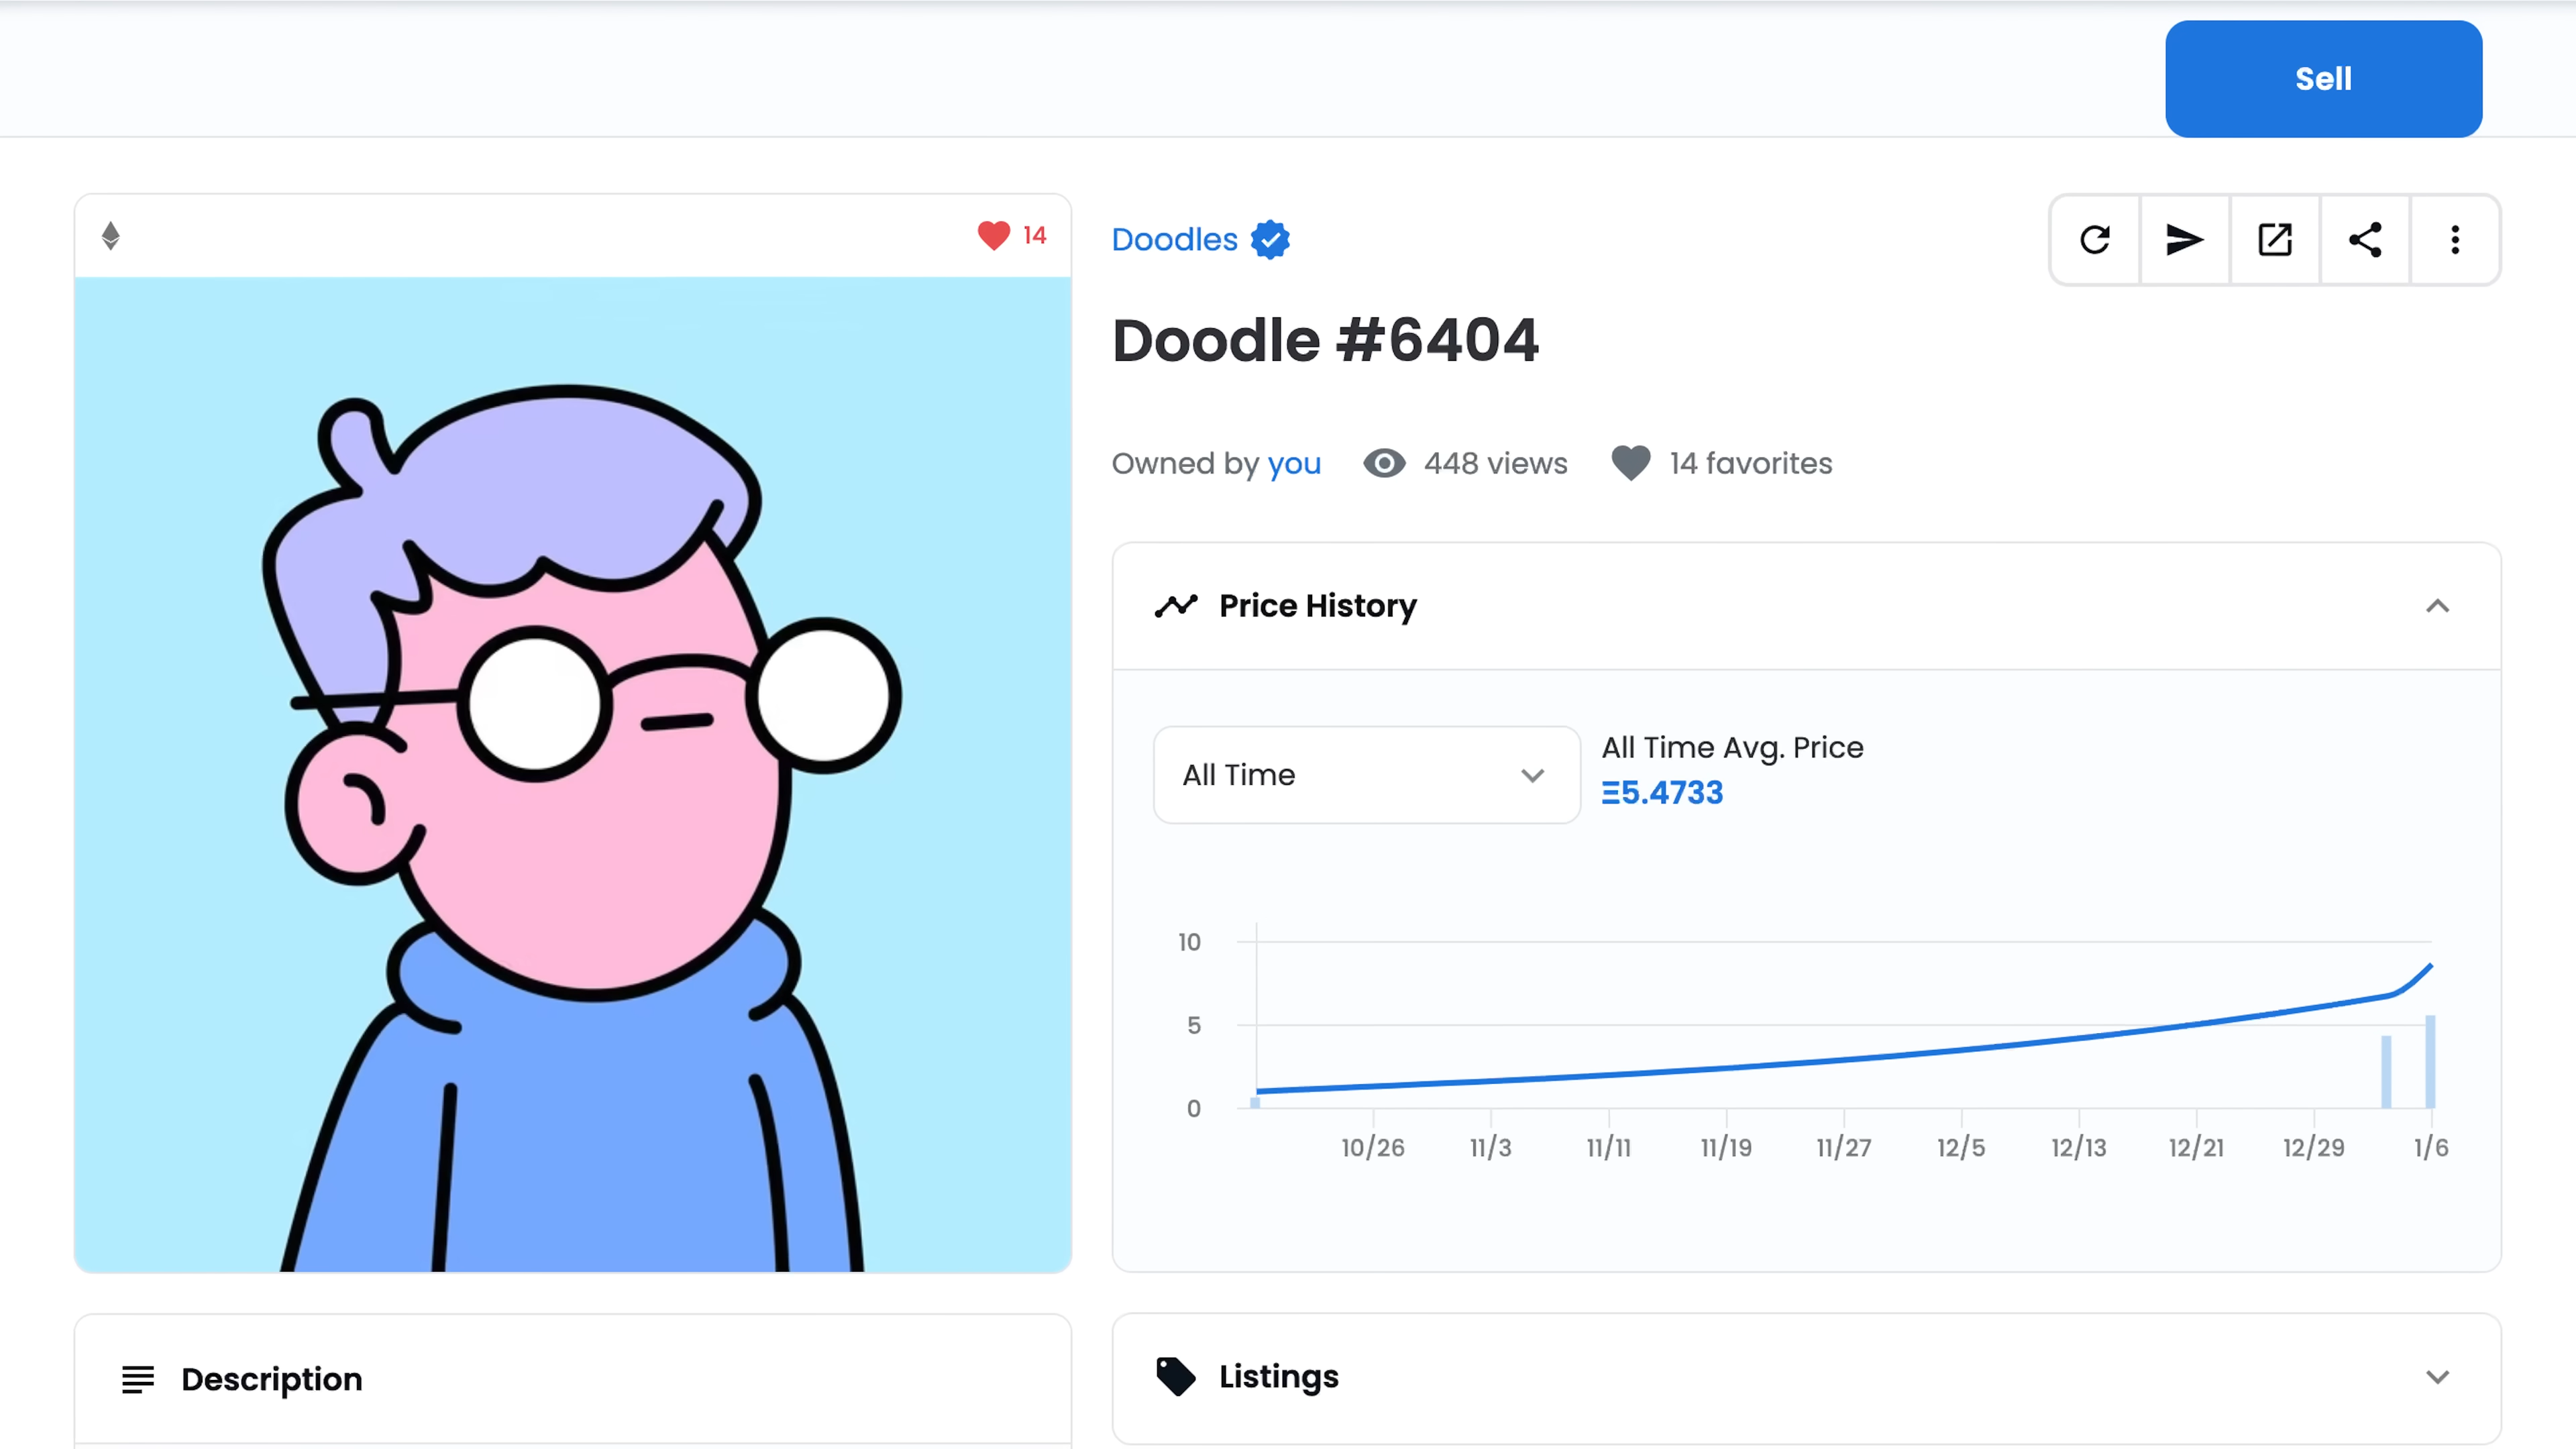 Sell
14
Doodles
Doodle #6404
Owned by you 448 views 14 favorites
Price History
All Time
All Time Avg. Price
Ξ5.4733
10
5
0
10/26 11/3 11/11 11/19 11/27 12/5 12/13 12/21 12/29 1/6
Description
Listings